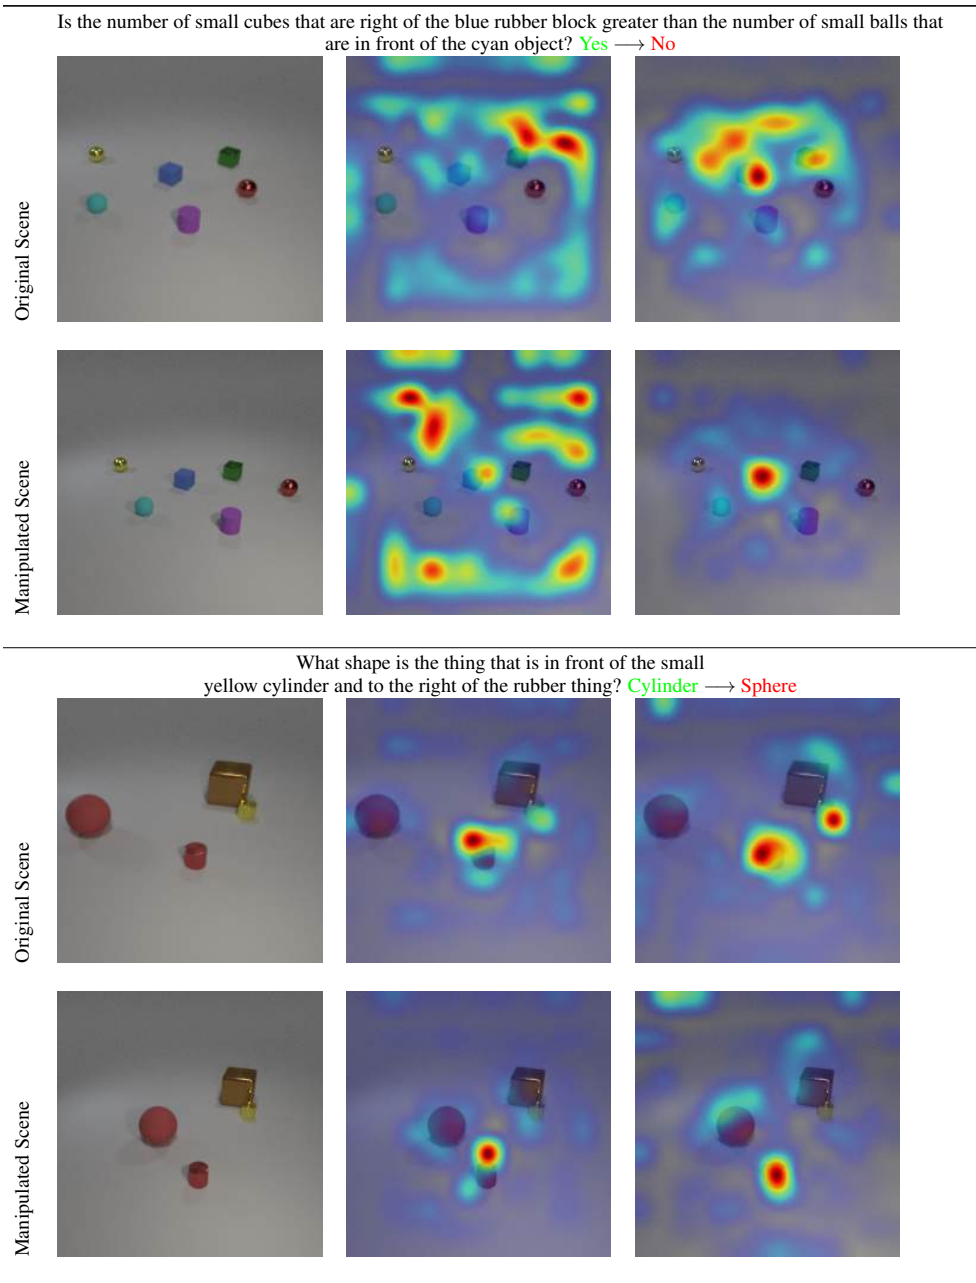 Is the number of small cubes that are right of the blue rubber block greater than the number of small balls that
are in front of the cyan object? Yes ⟶ No
Original Scene
Manipulated Scene
What shape is the thing that is in front of the small
yellow cylinder and to the right of the rubber thing? Cylinder ⟶ Sphere
Original Scene
Manipulated Scene